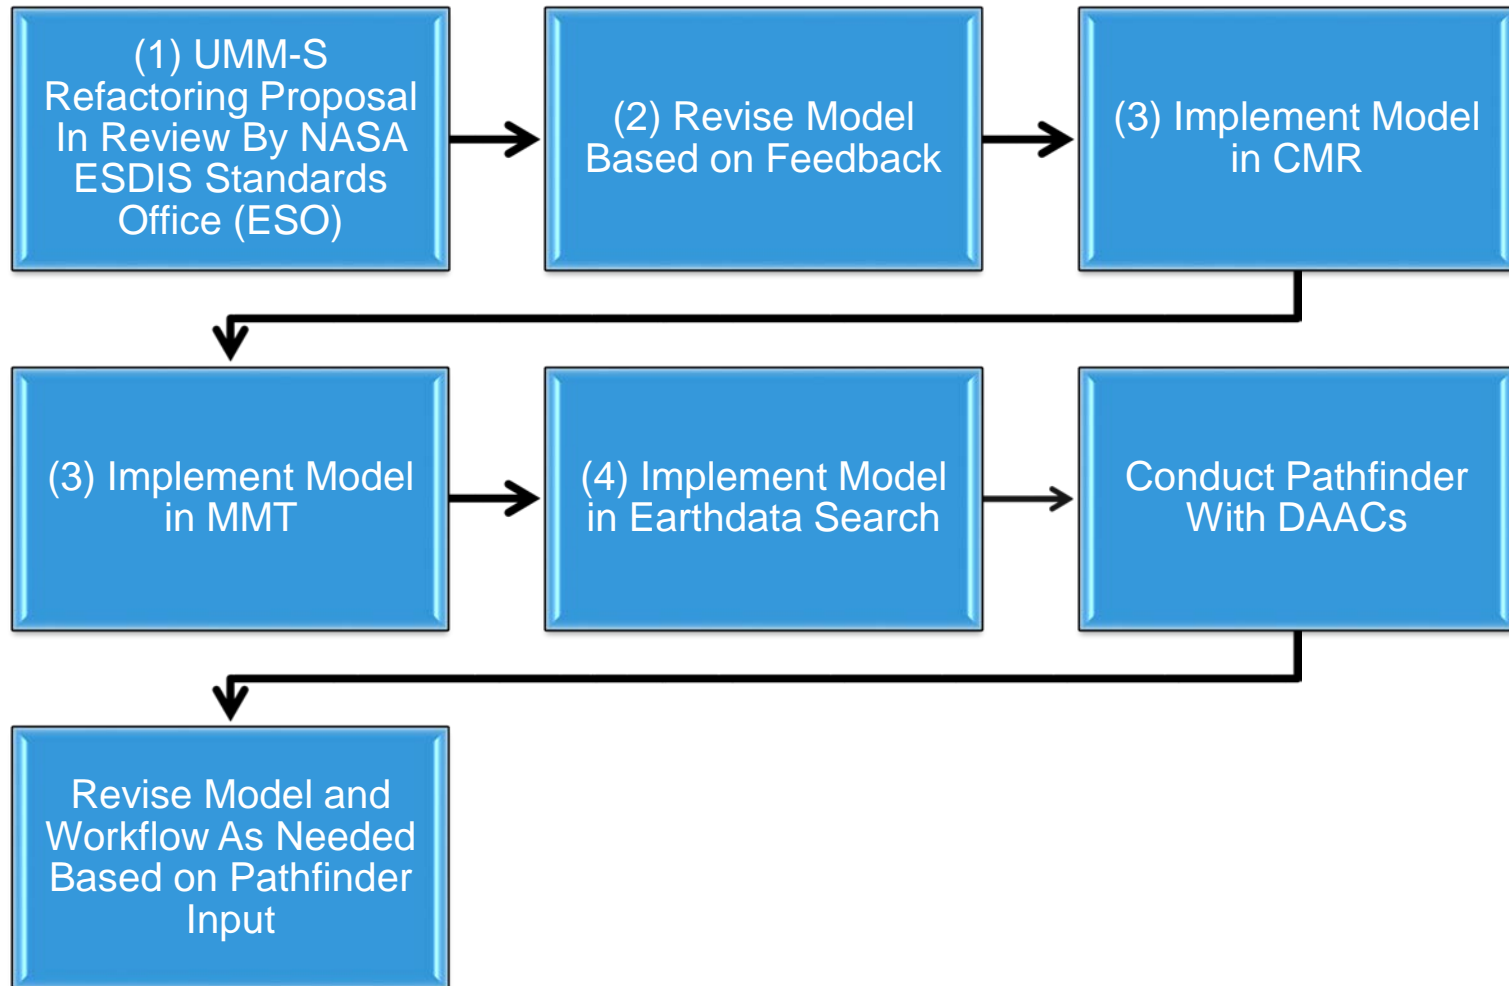 (1) UMM-S
Refactoring Proposal
In Review By NASA
ESDIS Standards
Office (ESO)
(2) Revise Model
Based on Feedback
(3) Implement Model
in CMR
(3) Implement Model
in MMT
(4) Implement Model
in Earthdata Search
Conduct Pathfinder
With DAACs
Revise Model and
Workflow As Needed
Based on Pathfinder
Input